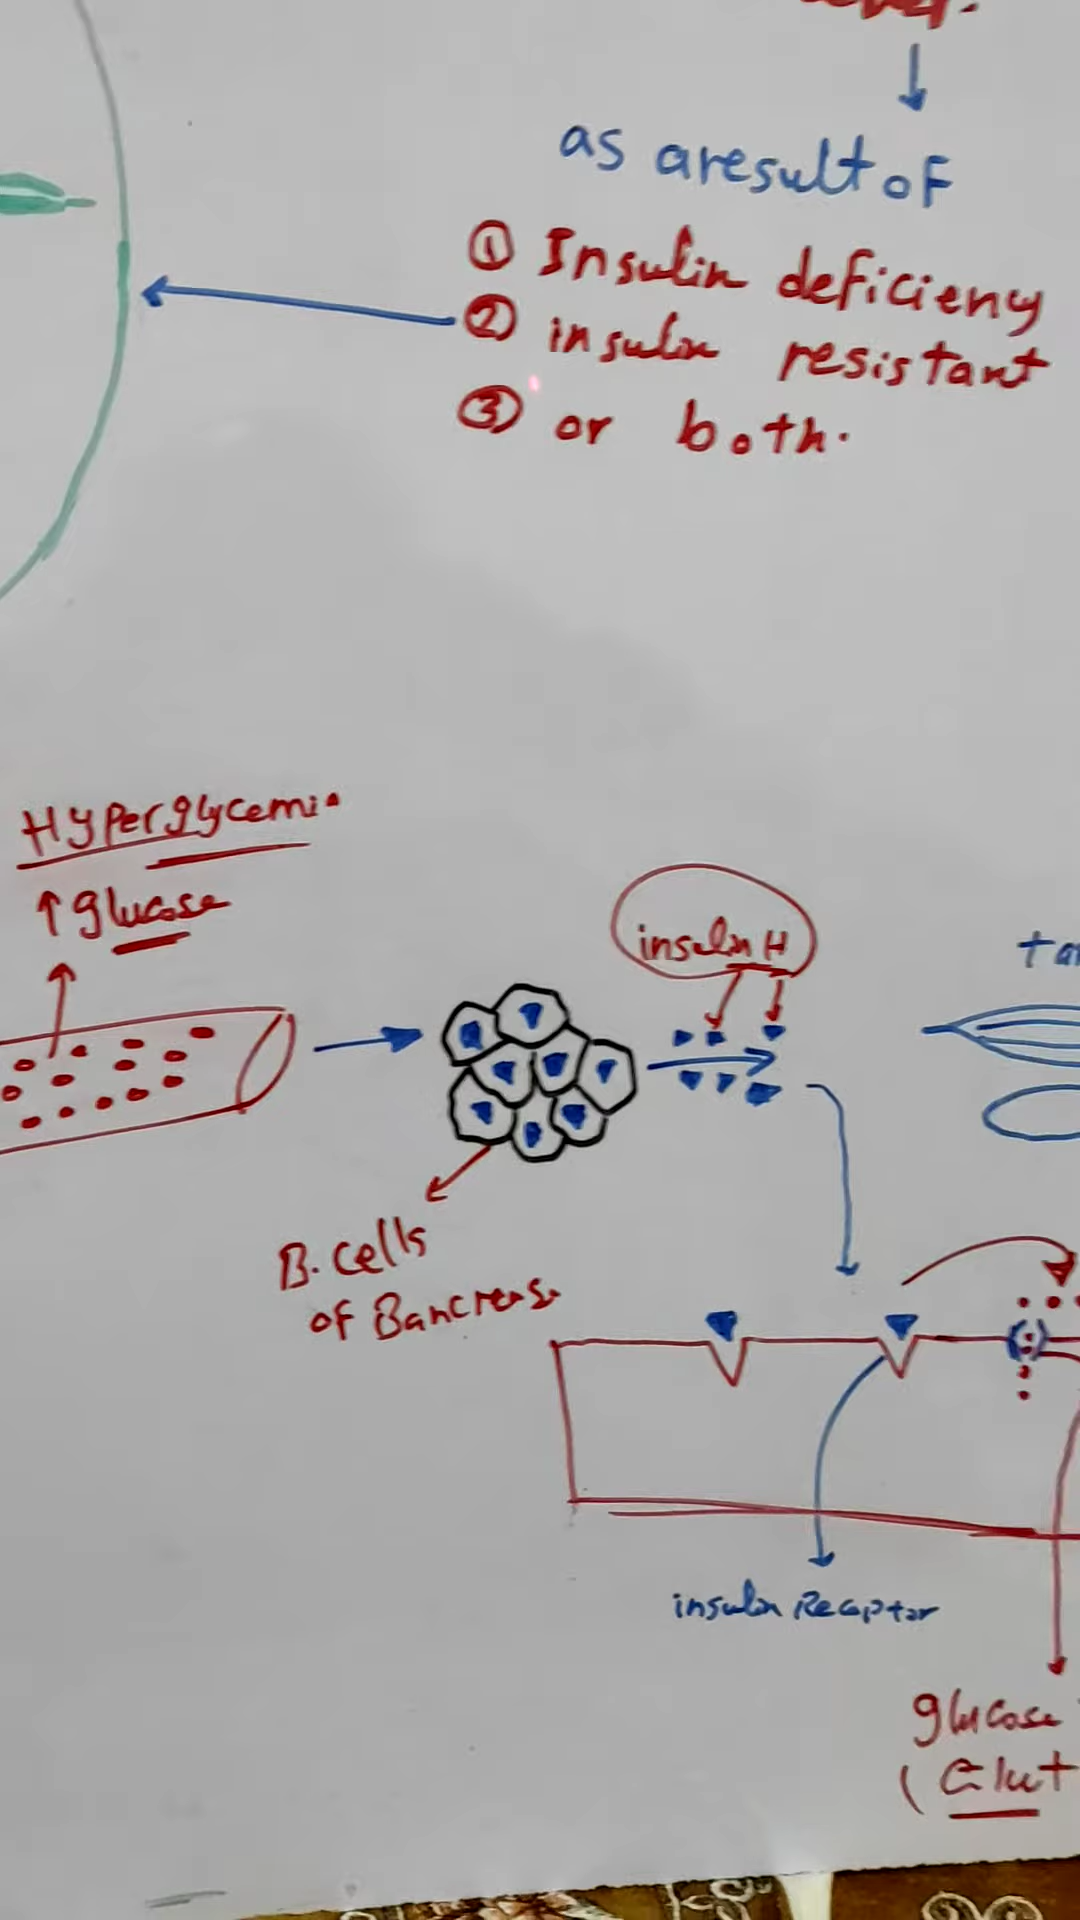 as a result of
① Insulin deficieny
② insulin resistant
③ or both.
Hyperglycemia
↑ glucose
insulin H
B. cells
of Bancreas
insulin Receptor
glucose
(Glut